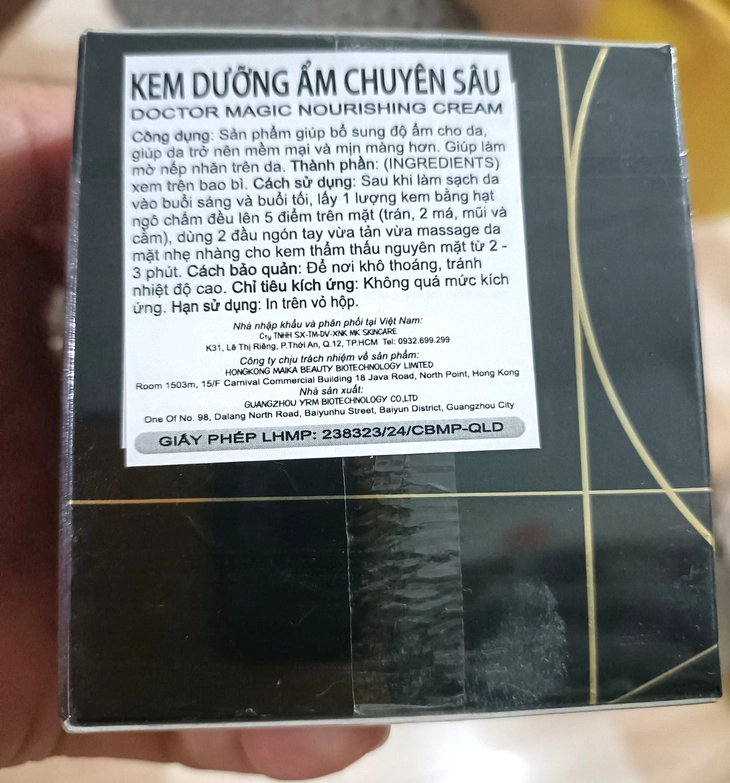 KEM DƯỠNG ẨM CHUYÊN SÂU
DOCTOR MAGIC NOURISHING CREAM
Công dụng: Sản phẩm giúp bổ sung độ ẩm cho da,
giúp da trở nên mềm mại và mịn màng hơn. Giúp làm
mờ nếp nhăn trên da. Thành phần: (INGREDIENTS)
xem trên bao bì. Cách sử dụng: Sau khi làm sạch da
vào buổi sáng và buổi tối, lấy 1 lượng kem bằng hạt
ngô chấm đều lên 5 điểm trên mặt (trán, 2 má, mũi và
cằm), dùng 2 đầu ngón tay vừa tản vừa massage da
mặt nhẹ nhàng cho kem thẩm thấu nguyên mặt từ 2 -
3 phút. Cách bảo quản: Để nơi khô thoáng, tránh
nhiệt độ cao. Chỉ tiêu kích ứng: Không quá mức kích
ứng. Hạn sử dụng: In trên vỏ hộp.
Nhà nhập khẩu và phân phối tại Việt Nam:
Cty TNHH SX-TM-DV-XNK MK SKINCARE
K31, Lê Thị Riêng, P.Thới An, Q.12, TP.HCM Tel: 0932.699.299
Công ty chịu trách nhiệm về sản phẩm:
HONGKONG MAIKA BEAUTY BIOTECHNOLOGY LIMITED
Room 1503m, 15/F Carnival Commercial Building 18 Java Road, North Point, Hong Kong
Nhà sản xuất:
GUANGZHOU YRM BIOTECHNOLOGY CO.,LTD
One Of No. 98, Dalang North Road, Baiyunhu Street, Baiyun District, Guangzhou City
GIẤY PHÉP LHMP: 238323/24/CBMP-QLD